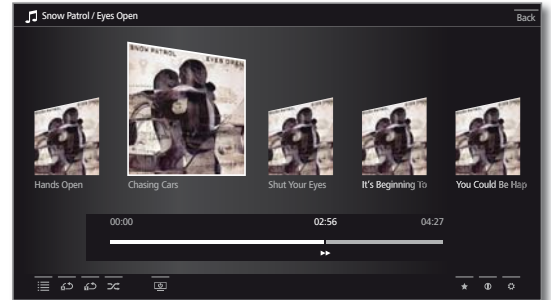 Snow Patrol / Eyes Open
Back
SNOW PATROL EYES OPEN
Hands Open
Chasing Cars
Shut Your Eyes
It's Beginning To
You Could Be Hap
00:00
02:56
04:27